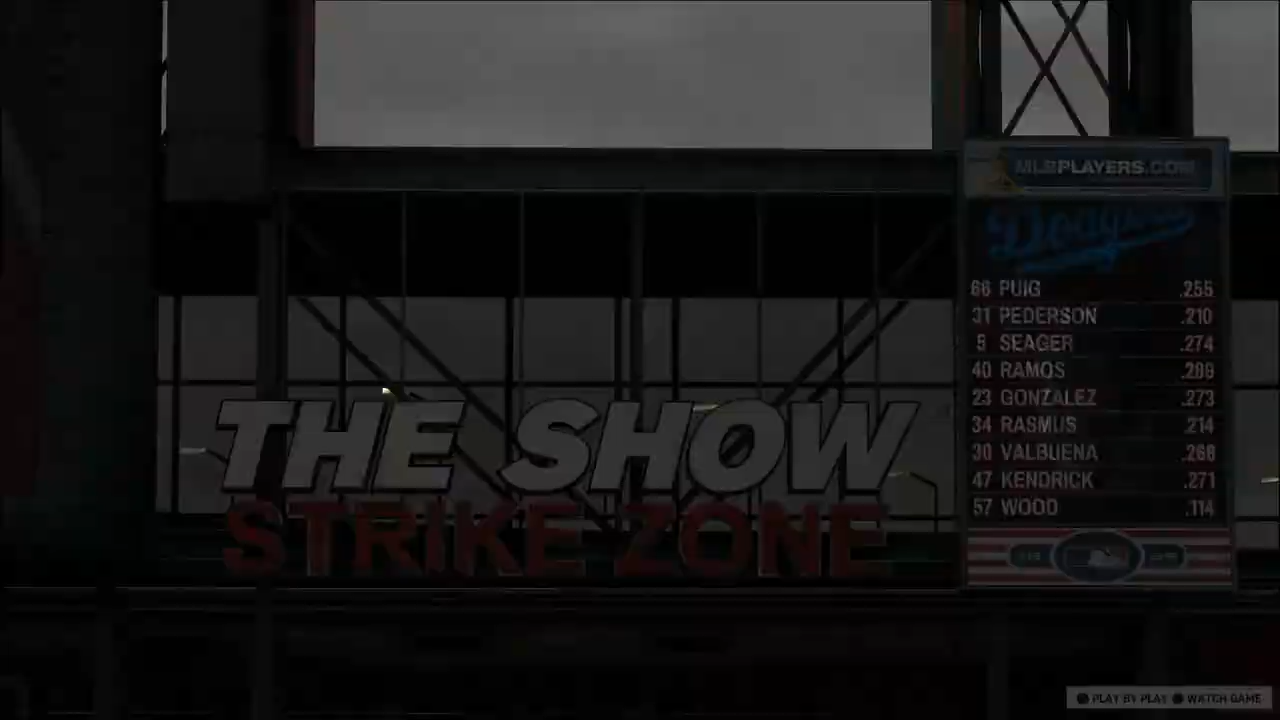 MLBPLAYERS.COM
Dodgers
66 PUIG .255
31 PEDERSON .210
5 SEAGER .274
40 RAMOS
23 GONZALEZ .273
34 RASMUS .214
30 VALBUENA .268
47 KENDRICK .271
57 WOOD .114
THE SHOW
STRIKE ZONE
PLAY BY PLAY WATCH GAME